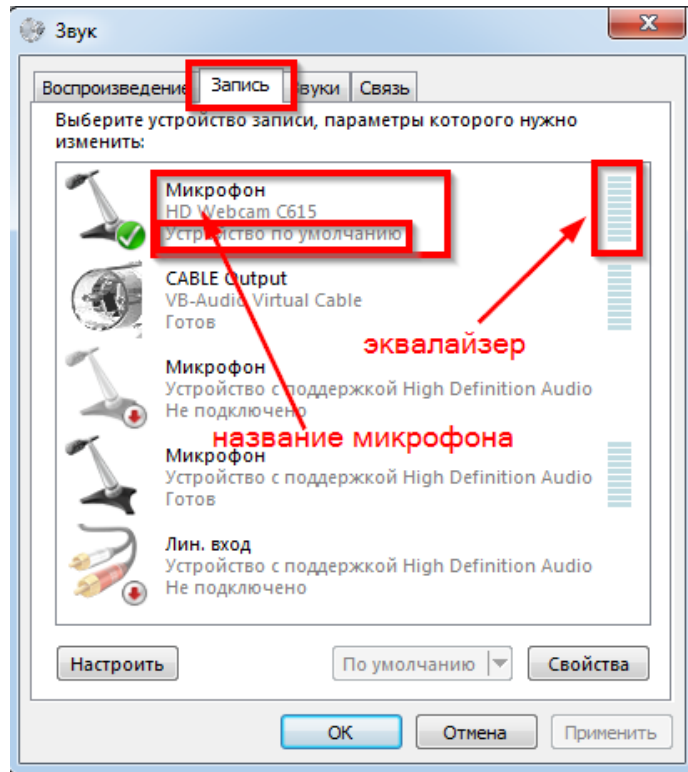 Звук
Воспроизведение Запись Звуки Связь
Выберите устройство записи, параметры которого нужно
изменить:
Микрофон
HD Webcam C615
Устройство по умолчанию
CABLE Output
VB-Audio Virtual Cable
Готов
эквалайзер
Микрофон
Устройство с поддержкой High Definition Audio
Не подключено
название микрофона
Микрофон
Устройство с поддержкой High Definition Audio
Готов
Лин. вход
Устройство с поддержкой High Definition Audio
Не подключено
Настроить По умолчанию Свойства
ОК Отмена Применить